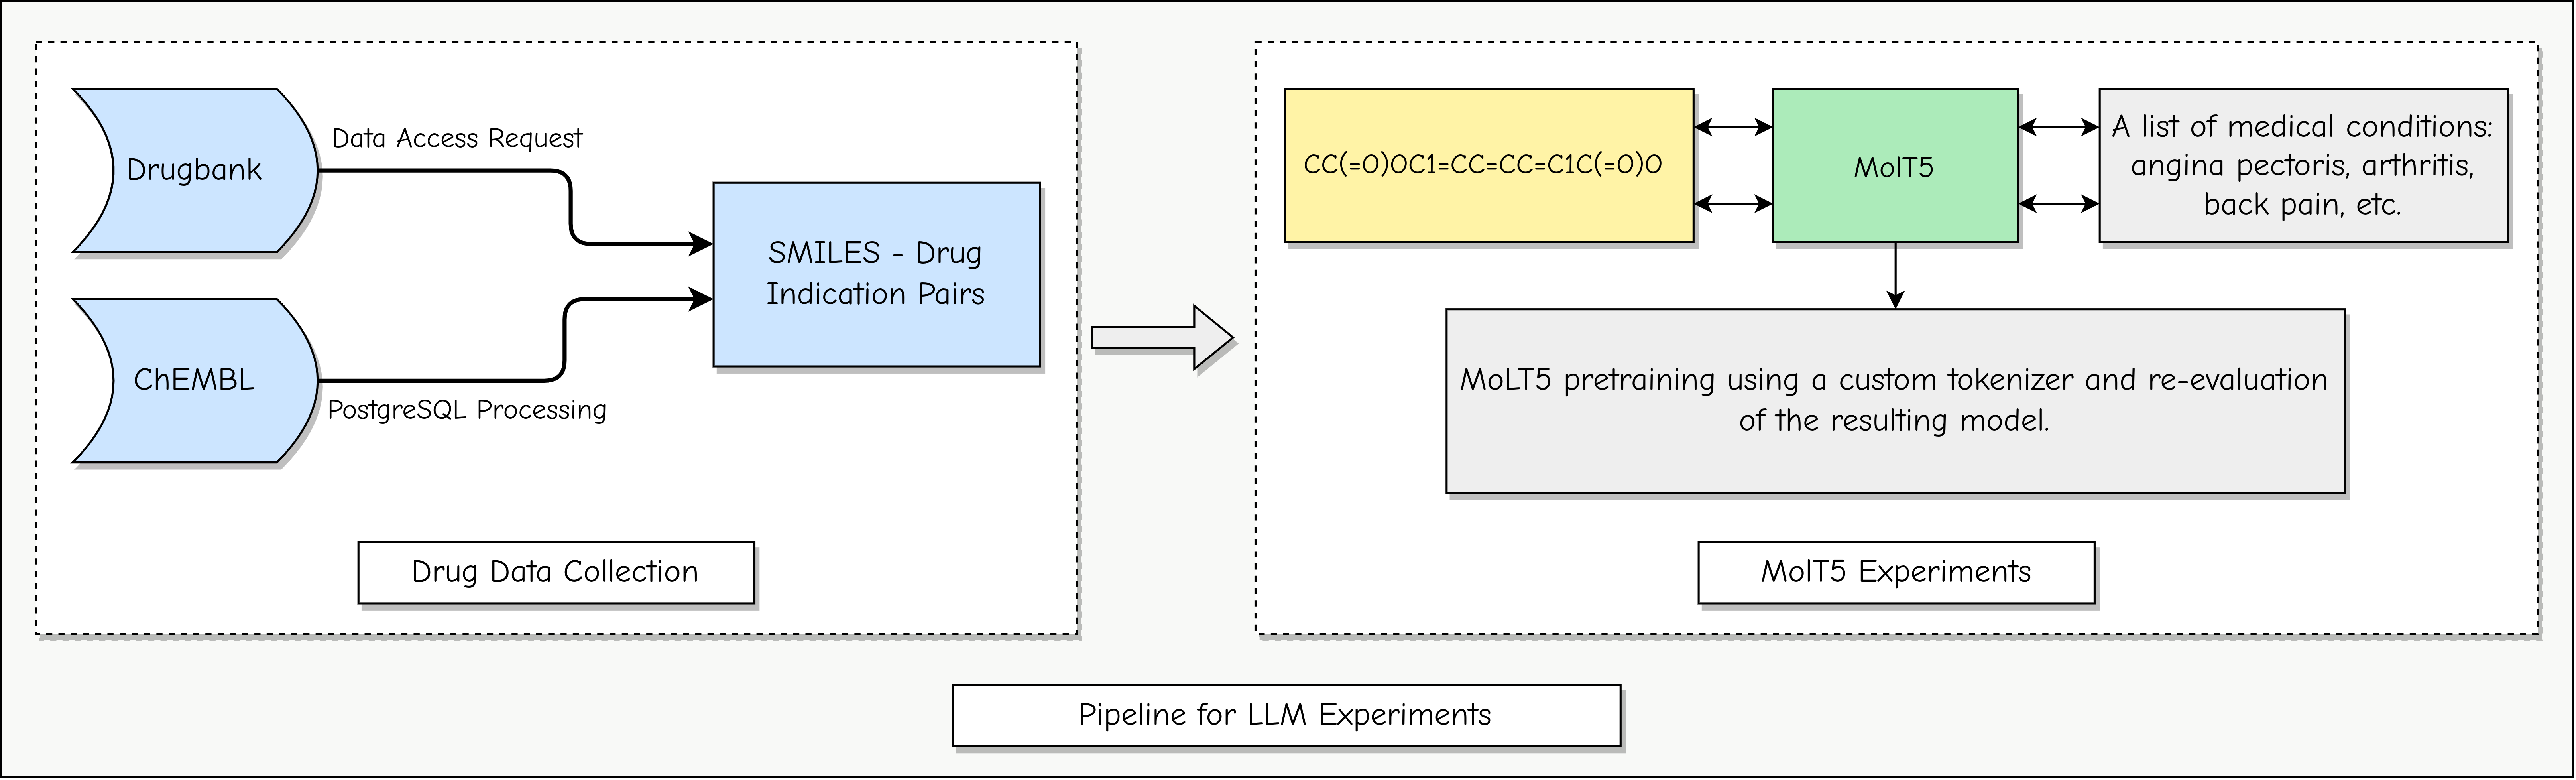 Drugbank
Data Access Request
ChEMBL
PostgreSQL Processing
SMILES - Drug
Indication Pairs
Drug Data Collection
CC(=O)OC1=CC=CC=C1C(=O)O
MolT5
A list of medical conditions:
angina pectoris, arthritis,
back pain, etc.
MoLT5 pretraining using a custom tokenizer and re-evaluation
of the resulting model.
MolT5 Experiments
Pipeline for LLM Experiments